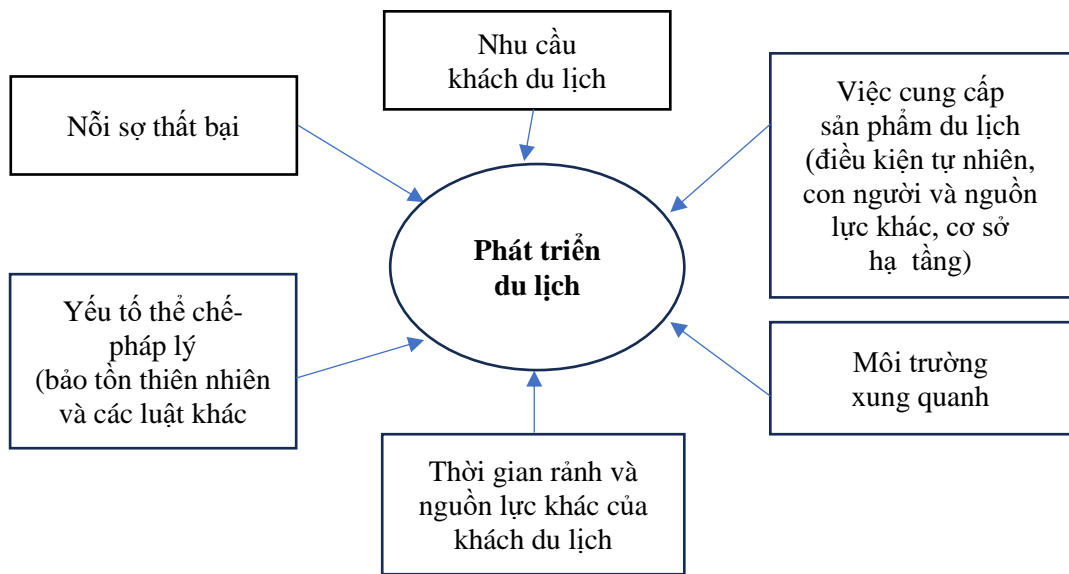 Nhu cầu
khách du lịch
Nỗi sợ thất bại
Việc cung cấp
sản phẩm du lịch
(điều kiện tự nhiên,
con người và nguồn
lực khác, cơ sở
hạ tầng)
Phát triển
du lịch
Yếu tố thể chế-
pháp lý
(bảo tồn thiên nhiên
và các luật khác
Môi trường
xung quanh
Thời gian rảnh và
nguồn lực khác của
khách du lịch